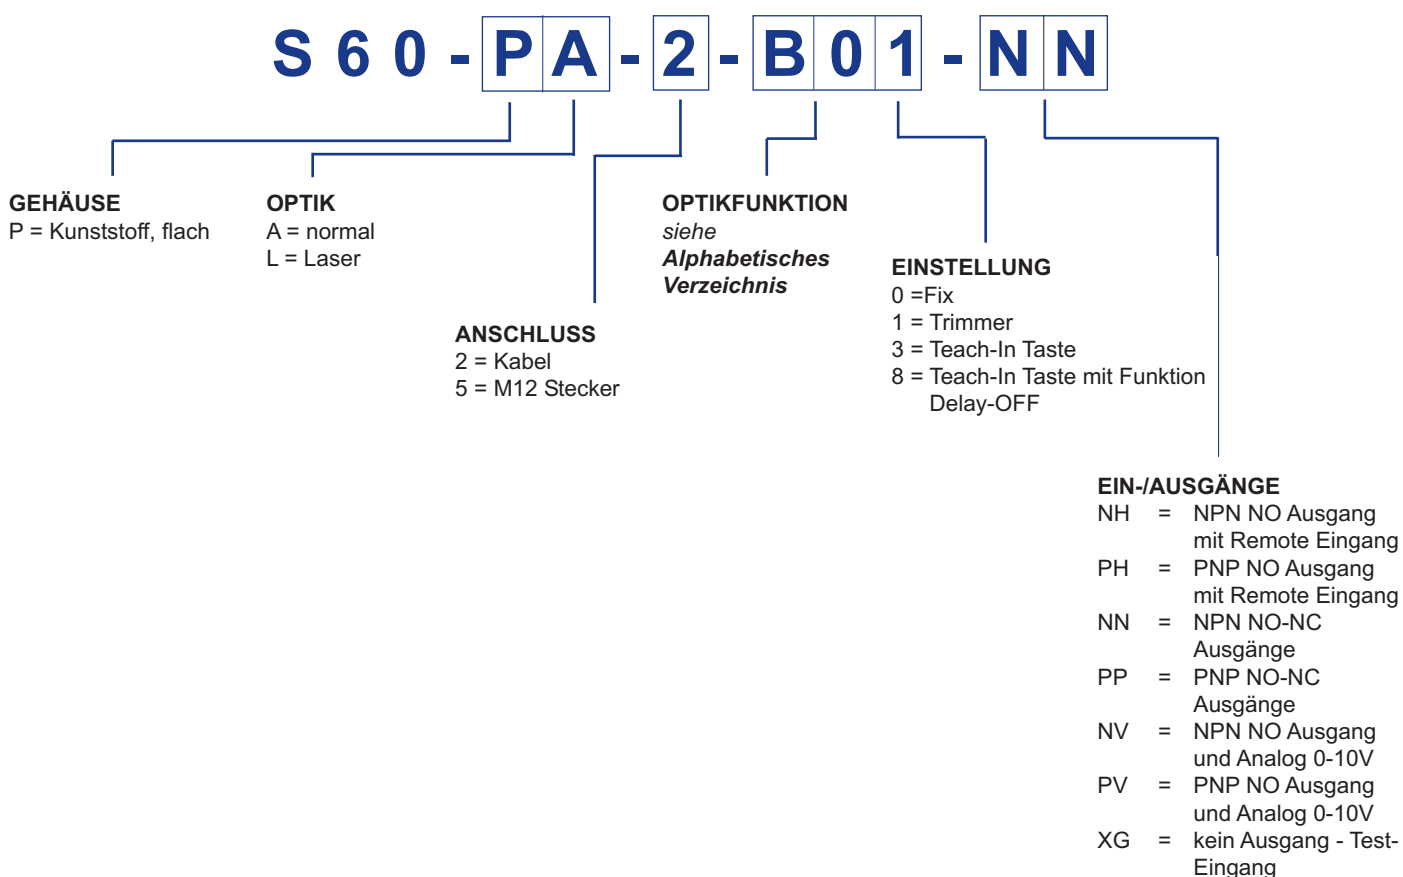 S60-PA-2-B01-NN
GEHÄUSE
P = Kunststoff, flach
OPTIK
A = normal
L = Laser
ANSCHLUSS
2 = Kabel
5 = M12 Stecker
OPTIKFUNKTION
siehe
Alphabetisches
Verzeichnis
EINSTELLUNG
0 =Fix
1 = Trimmer
3 = Teach-In Taste
8 = Teach-In Taste mit Funktion
Delay-OFF
EIN-/AUSGÄNGE
NH = NPN NO Ausgang
mit Remote Eingang
PH = PNP NO Ausgang
mit Remote Eingang
NN = NPN NO-NC
Ausgänge
PP = PNP NO-NC
Ausgänge
NV = NPN NO Ausgang
und Analog 0-10V
PV = PNP NO Ausgang
und Analog 0-10V
XG = kein Ausgang - Test-
Eingang